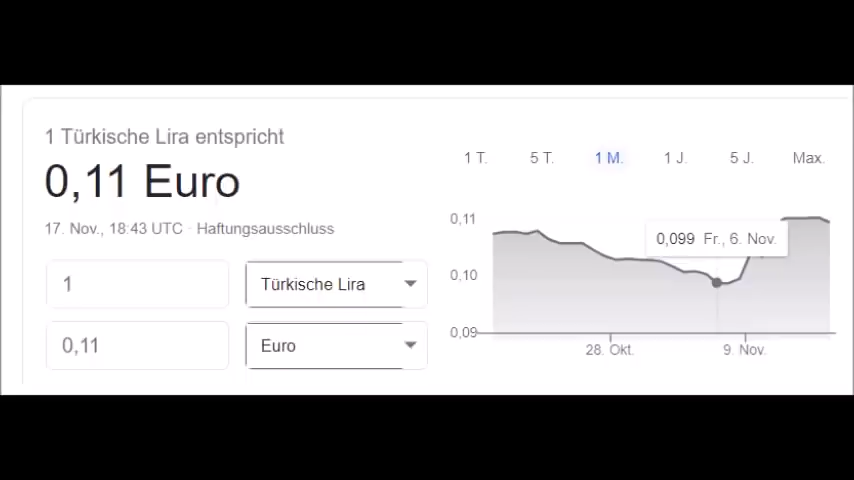 1 Türkische Lira entspricht
0,11 Euro
17. Nov., 18:43 UTC · Haftungsausschluss
1 Türkische Lira
0,11 Euro
1 T. 5 T. 1 M. 1 J. 5 J. Max.
0,11
0,099 Fr., 6. Nov.
0,10
0,09
28. Okt. 9. Nov.